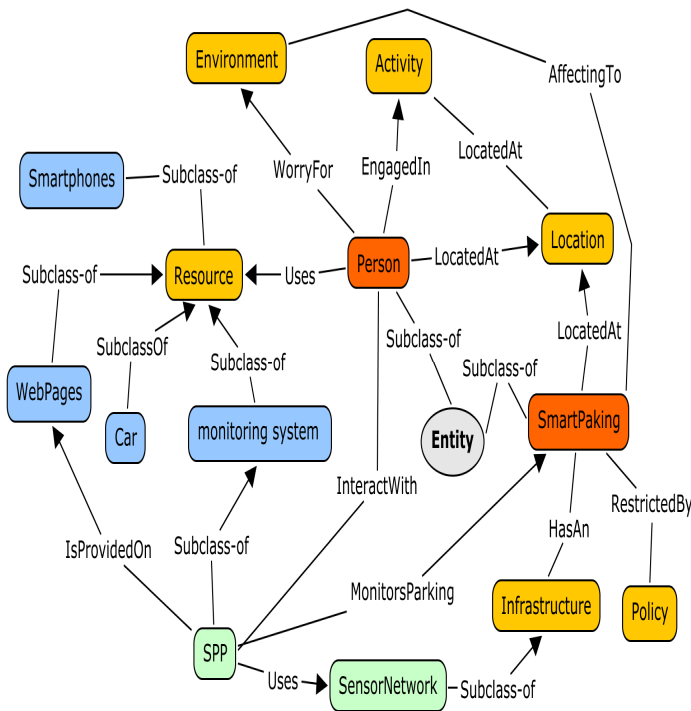 Environment
Activity
AffectingTo
LocatedAt
WorryFor
EngagedIn
Smartphones
Subclass-of
Location
Person
LocatedAt
Subclass-of
Resource
Uses
LocatedAt
SubclassOf
Subclass-of
Subclass-of
Subclass-of
WebPages
SmartPaking
Car
monitoring system
Entity
InteractWith
RestrictedBy
HasAn
IsProvidedOn
Subclass-of
MonitorsParking
Infrastructure
Policy
SPP
Uses
SensorNetwork
Subclass-of